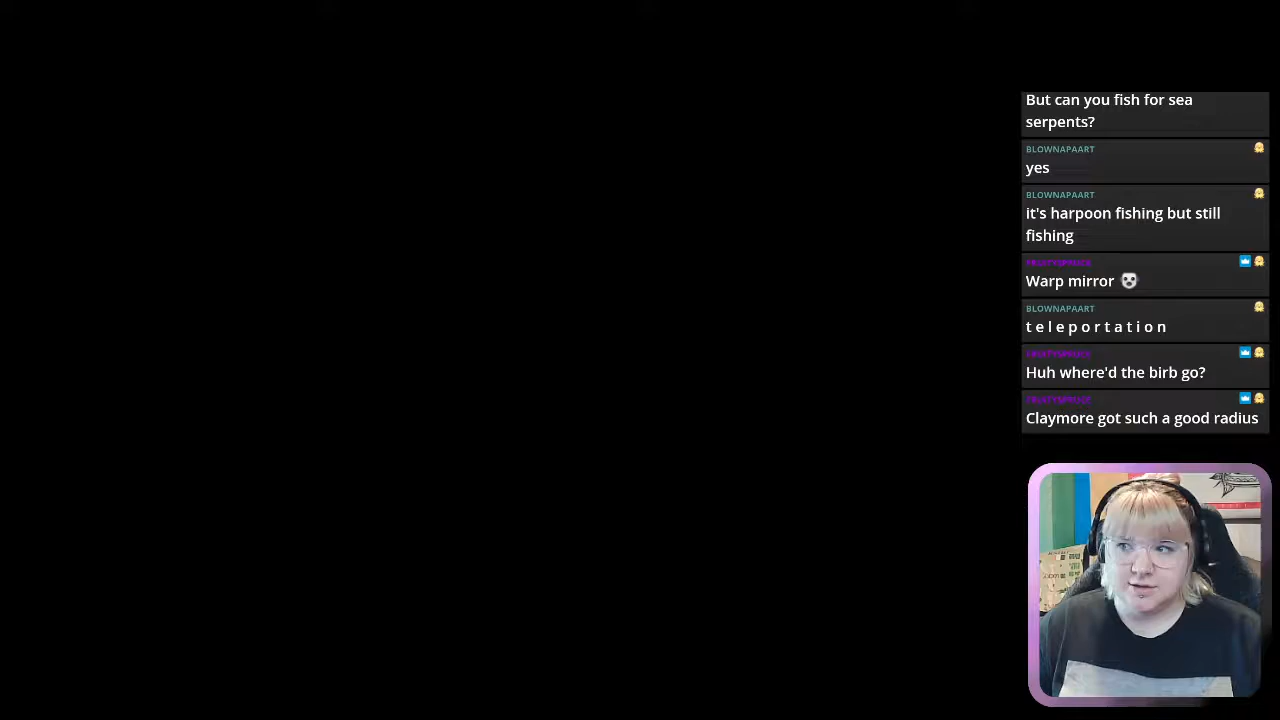 But can you fish for sea
serpents?
BLOWNAPAART
yes
BLOWNAPAART
it's harpoon fishing but still
fishing
Warp mirror
BLOWNAPAART
t e l e p o r t a t i o n
Huh where'd the birb go?
Claymore got such a good radius